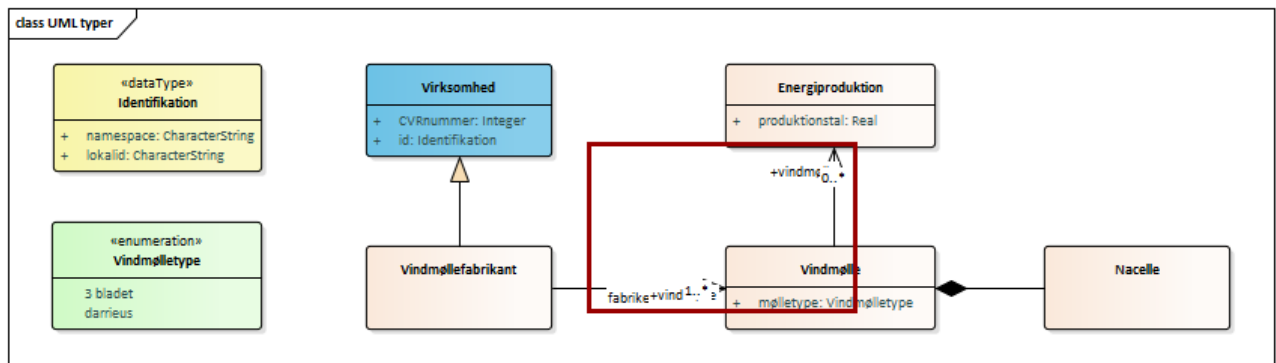 class UML typer
«dataType»
Identifikation
+ namespace: CharacterString
+ lokalid: CharacterString
Virksomhed
+ CVRnummer: Integer
+ id: Identifikation
Energiproduktion
+ produktionstal: Real
+vindmø
0..*
«enumeration»
Vindmølletype
3 bladet
darrieus
Vindmøllefabrikant
fabrike+vind
1..*
Vindmølle
+ mølletype: Vindmølletype
Nacelle